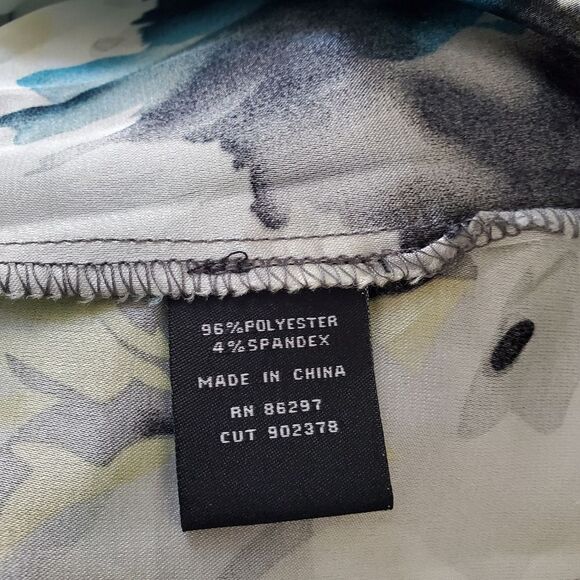 96%POLYESTER
4%SPANDEX
MADE IN CHINA
RN 86297
CUT 902378